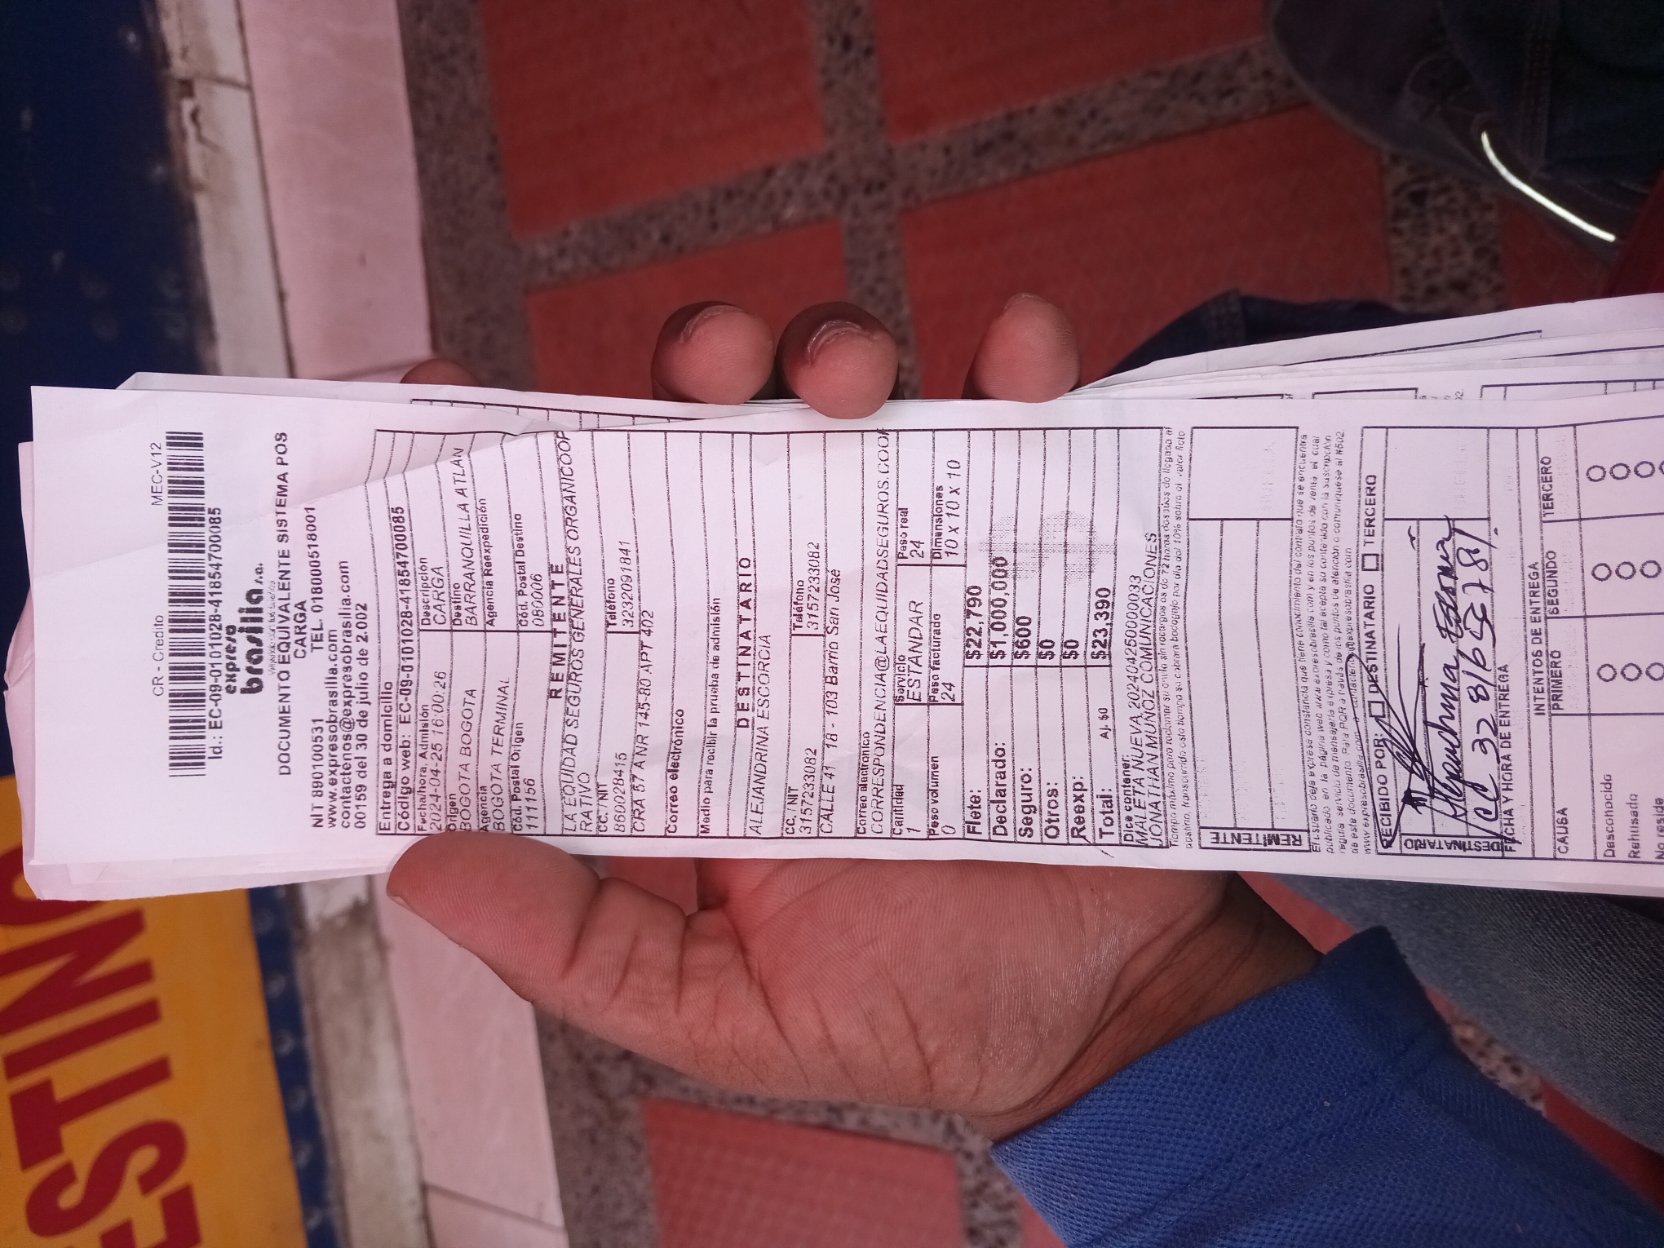 CR - Credito MEC-V12
Id.: EC-09-0101028-41854700085
expreso
brasilia s.a.
DOCUMENTO EQUIVALENTE SISTEMA POS
CARGA
NIT 890100531 TEL. 018000518001
www.expresobrasilia.com
contactenos@expresobrasilia.com
00159 del 30 de julio de 2.002
Entrega a domicilio
Código web: EC-09-0101028-41854700085
Fecha/hora, Admisión Descripción
2024-04-25 16:00:26 CARGA
Origen Destino
BOGOTA BOGOTA BARRANQUILLA ATLAN
Agencia Agencia Reexpedición
BOGOTA TERMINAL
Cód. Postal Origen Cód. Postal Destino
111156 080006
REMITENTE
LA EQUIDAD SEGUROS GENERALES ORGANICOOP
RATIVO
CC / NIT Teléfono
860028415 3232091841
CRA 57 A NR 145-80 APT 402
Correo electrónico
Medio para recibir la prueba de admisión
DESTINATARIO
ALEJANDRINA ESCORCIA
CC / NIT Teléfono
3157233082 3157233082
CALLE 41 18 - 103 Barrio San José
Correo electronico
CORRESPONDENCIA@LAEQUIDADSEGUROS.COOP
Cantidad Servicio Peso real
1 ESTANDAR 24
Peso volumen Peso facturado Dimensiones
0 24 10 x 10 x 10
Flete: $22,790
Declarado: $1,000,000
Seguro: $600
Otros: $0
Reexp: $0
Total: Aj. $0 $23,390
Dice contener:
MALETA NUEVA 20240425000033
JONATHAN MUÑOZ COMUNICACIONES
REMITENTE
RECIBIDO POR: DESTINATARIO TERCERO
DESTINATARIO
CC
FECHA Y HORA DE ENTREGA
INTENTOS DE ENTREGA
CAUSA PRIMERO SEGUNDO TERCERO
Desconocido
Rehusado
No reside
ESTINO